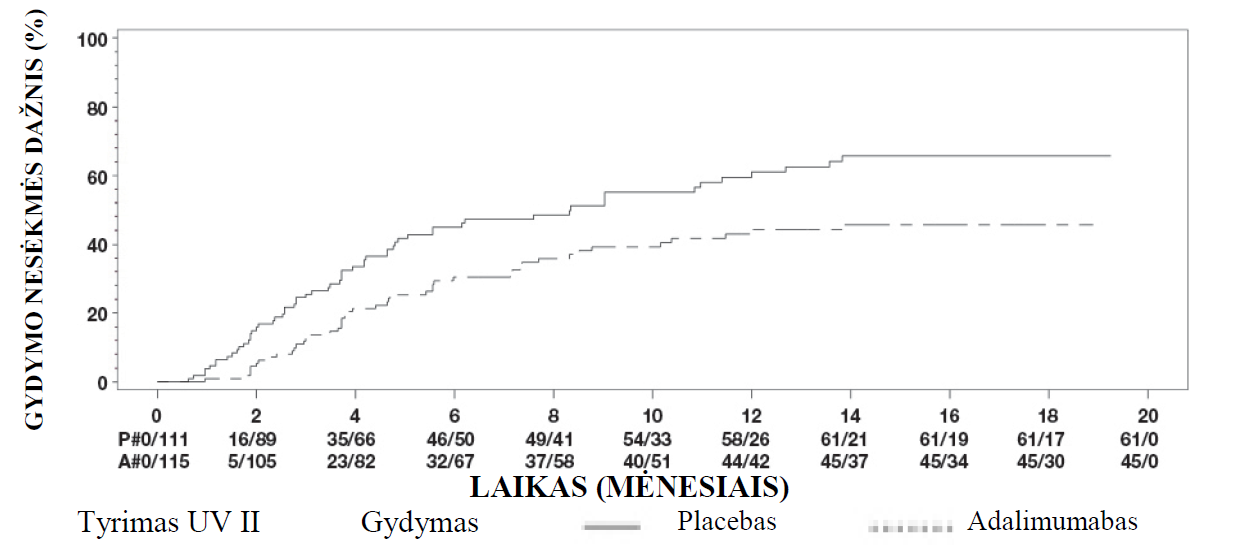 GYDYMO NESĖKMĖS DAŽNIS (%)
100
80
60
40
20
0
0 2 4 6 8 10 12 14 16 18 20
P#0/111 16/89 35/66 46/50 49/41 54/33 58/26 61/21 61/19 61/17 61/0
A#0/115 5/105 23/82 32/67 37/58 40/51 44/42 45/37 45/34 45/30 45/0
LAIKAS (MĖNESIAIS)
Tyrimas UV II Gydymas Placebas Adalimumabas